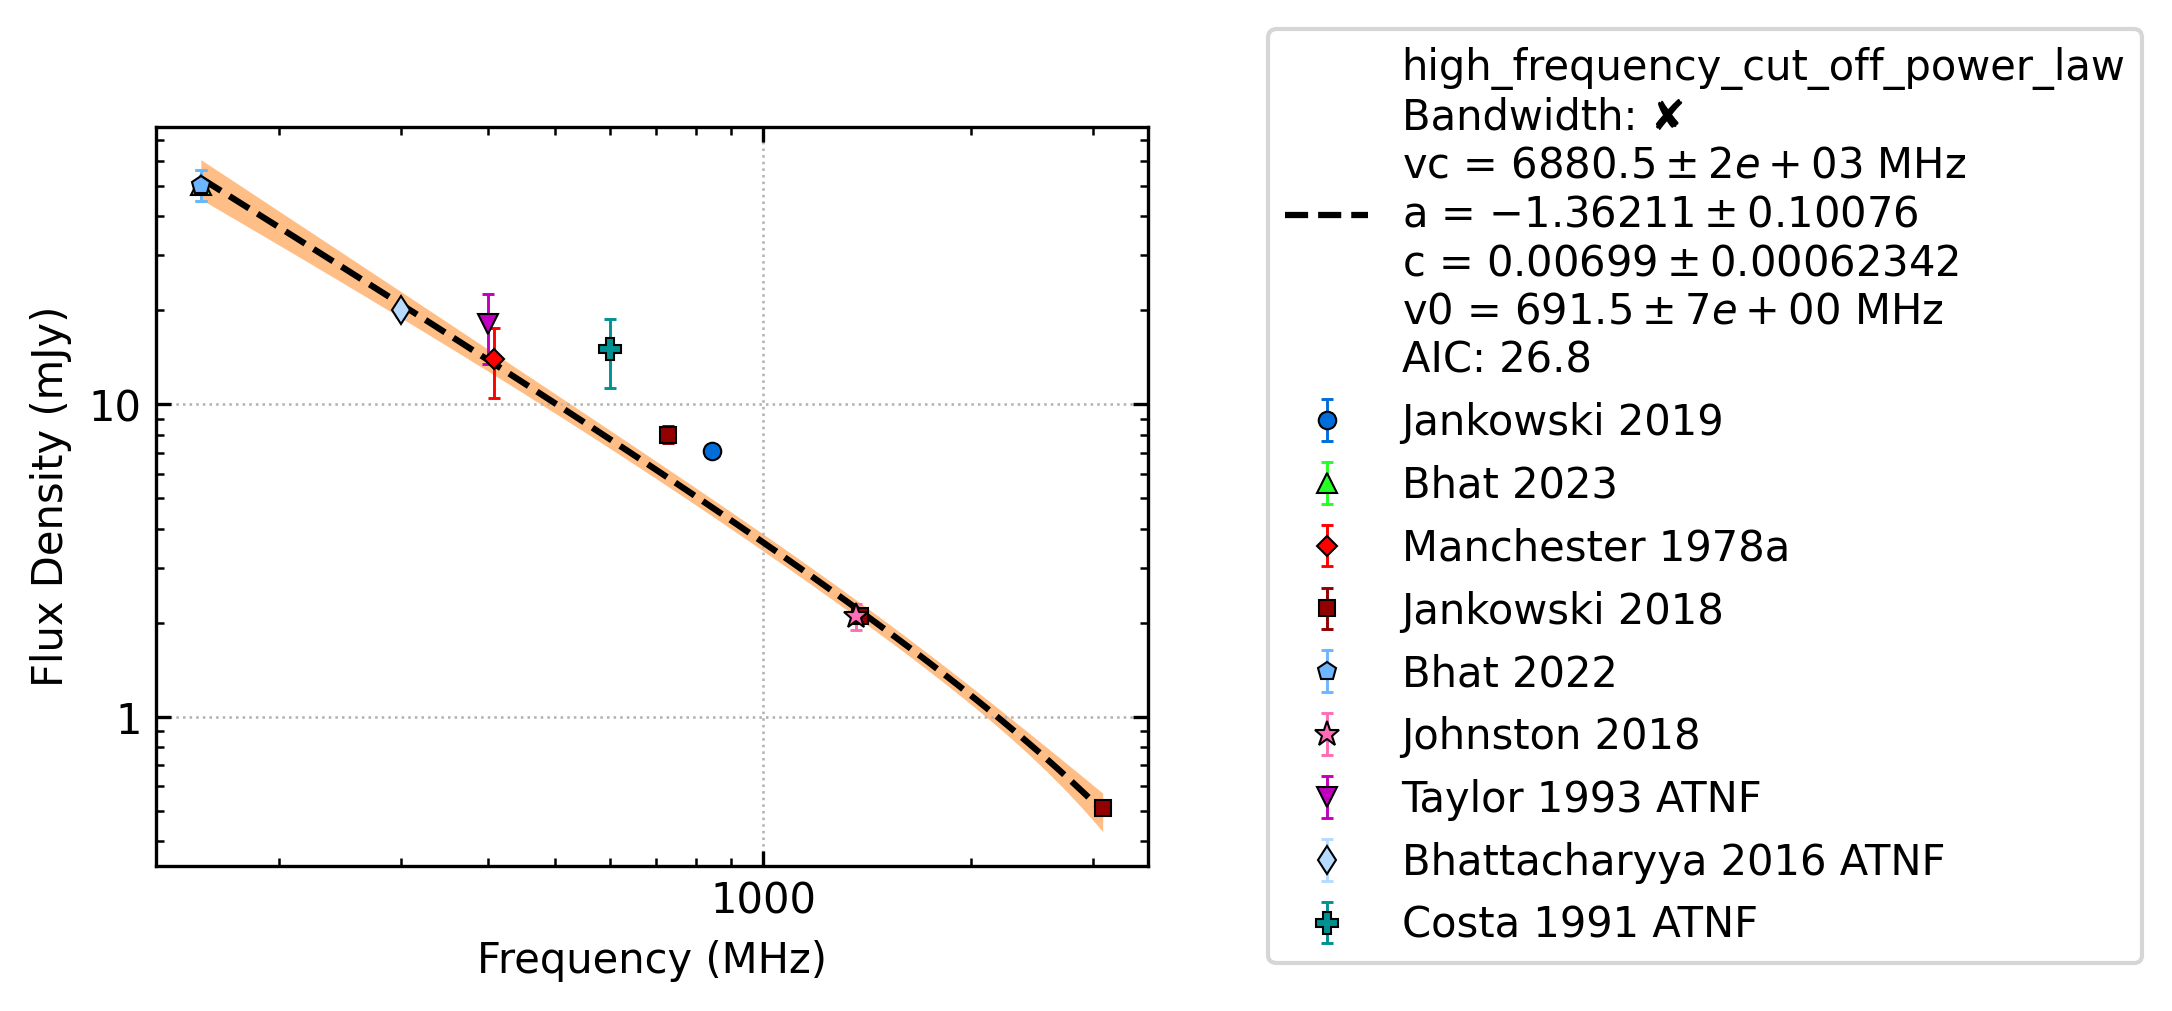 high_frequency_cut_off_power_law
Bandwidth: ✘
vc = 6880.5 ± 2e + 03 MHz
a = −1.36211 ± 0.10076
c = 0.00699 ± 0.00062342
v0 = 691.5 ± 7e + 00 MHz
AIC: 26.8
Jankowski 2019
Bhat 2023
Manchester 1978a
Jankowski 2018
Bhat 2022
Johnston 2018
Taylor 1993 ATNF
Bhattacharyya 2016 ATNF
Costa 1991 ATNF
Flux Density (mJy)
10
1
1000
Frequency (MHz)